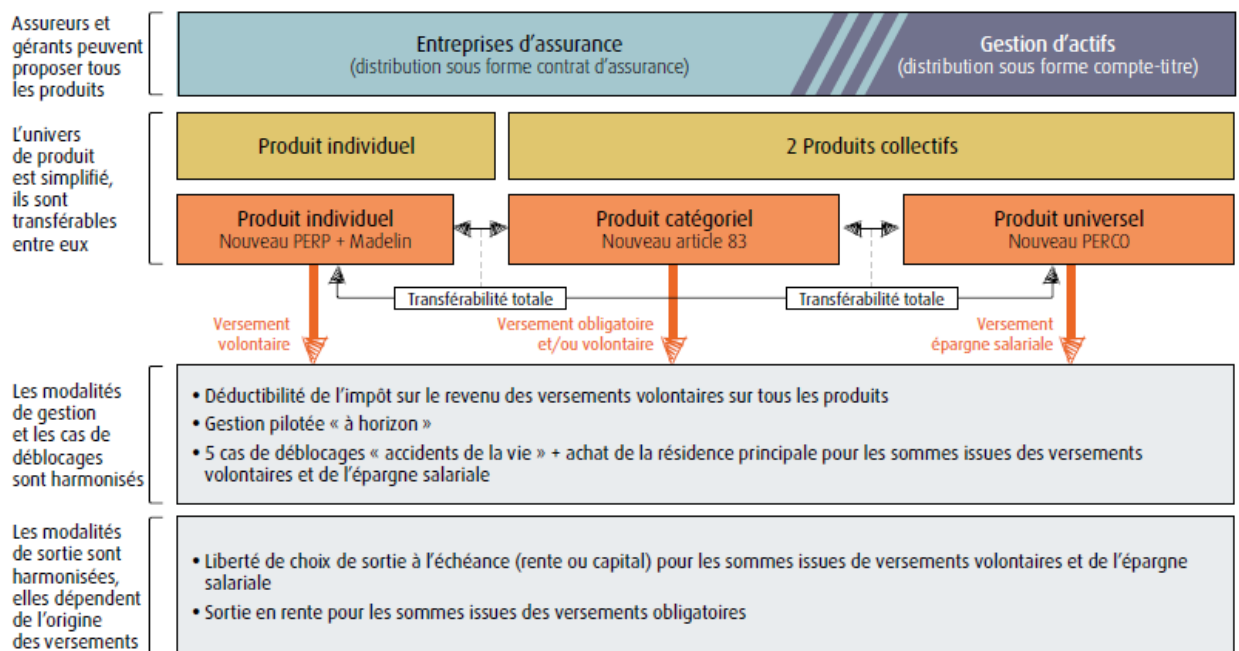 Assureurs et
gérants peuvent
proposer tous
les produits
Entreprises d'assurance
(distribution sous forme contrat d'assurance)
Gestion d'actifs
(distribution sous forme compte-titre)
L'univers
de produit
est simplifié,
ils sont
transférables
entre eux
Produit individuel
2 Produits collectifs
Produit individuel
Nouveau PERP + Madelin
Produit catégoriel
Nouveau article 83
Produit universel
Nouveau PERCO
Transférabilité totale
Transférabilité totale
Versement
volontaire
Versement obligatoire
et/ou volontaire
Versement
épargne salariale
Les modalités
de gestion
et les cas de
déblocages
sont harmonisés
• Déductibilité de l'impôt sur le revenu des versements volontaires sur tous les produits
• Gestion pilotée « à horizon »
• 5 cas de déblocages « accidents de la vie » + achat de la résidence principale pour les sommes issues des versements
volontaires et de l'épargne salariale
Les modalités
de sortie sont
harmonisées,
elles dépendent
de l'origine
des versements
• Liberté de choix de sortie à l'échéance (rente ou capital) pour les sommes issues de versements volontaires et de l'épargne
salariale
• Sortie en rente pour les sommes issues des versements obligatoires